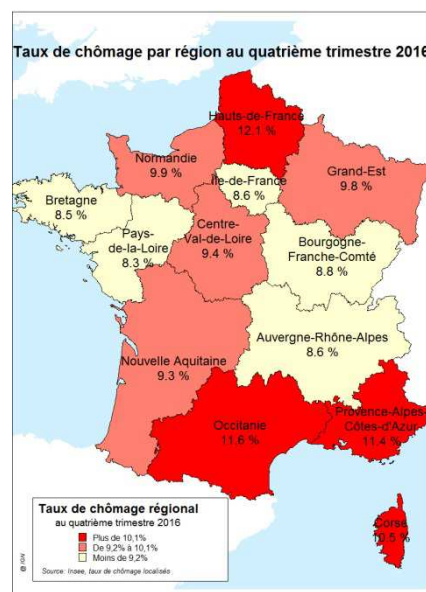 Taux de chômage par région au quatrième trimestre 2016
Hauts-de-France
12.1 %
Normandie
9.9 %
Île-de-France
8.6 %
Grand-Est
9.8 %
Bretagne
8.5 %
Pays-
de-la-Loire
8.3 %
Centre-
Val-de-Loire
9.4 %
Bourgogne-
Franche-Comté
8.8 %
Auvergne-Rhône-Alpes
8.6 %
Nouvelle Aquitaine
9.3 %
Occitanie
11.6 %
Provence-Alpes-
Côtes-d'Azur
11.4 %
Corse
10.5 %
Taux de chômage régional
au quatrième trimestre 2016
Plus de 10,1%
De 9,2% à 10,1%
Moins de 9,2%
Source: Insee, taux de chômage localisés